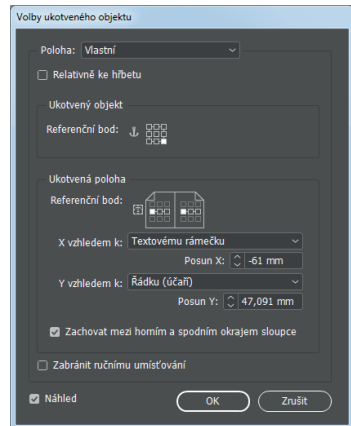 Volby ukotveného objektu
Poloha: Vlastní
Relativně ke hřbetu
Ukotvený objekt
Referenční bod:
Ukotvená poloha
Referenční bod:
X vzhledem k: Textovému rámečku
Posun X: -61 mm
Y vzhledem k: Řádku (účaří)
Posun Y: 47,091 mm
Zachovat mezi horním a spodním okrajem sloupce
Zabránit ručnímu umísťování
Náhled OK Zrušit